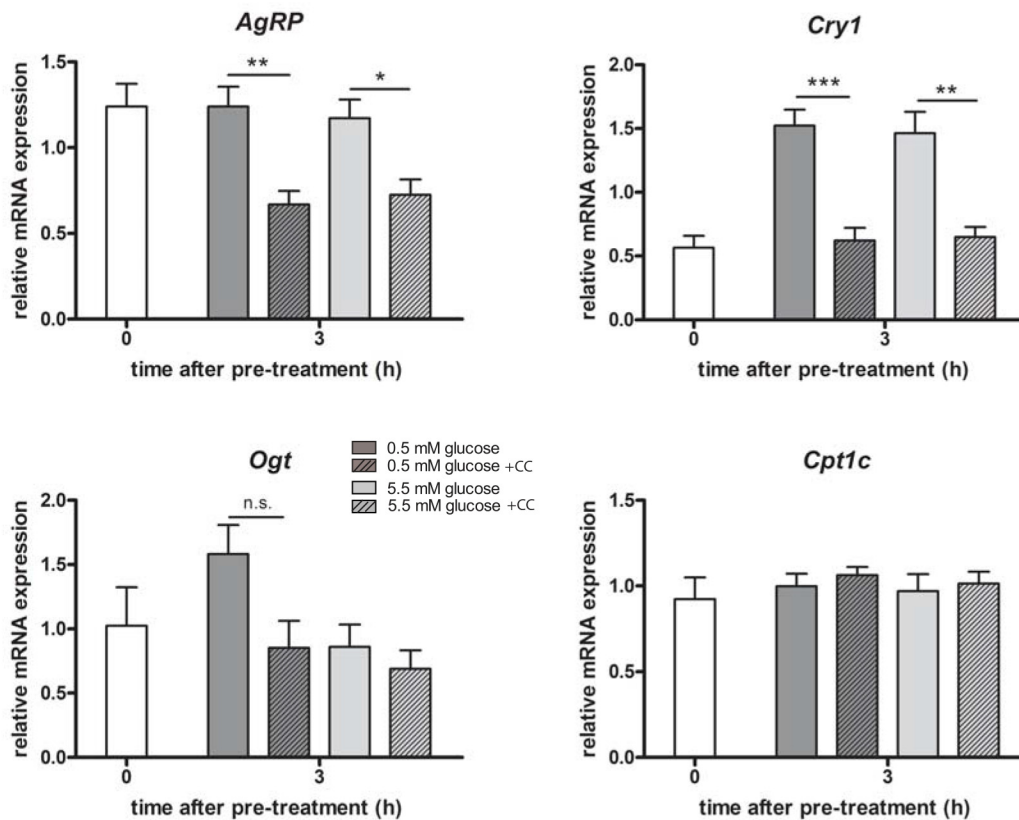 AgRP
relative mRNA expression
1.5
1.0
0.5
0.0
**
*
0
3
time after pre-treatment (h)
Cry1
relative mRNA expression
2.0
1.5
1.0
0.5
0.0
***
**
0
3
time after pre-treatment (h)
Ogt
relative mRNA expression
2.0
1.5
1.0
0.5
0.0
n.s.
0
3
time after pre-treatment (h)
0.5 mM glucose
0.5 mM glucose +CC
5.5 mM glucose
5.5 mM glucose +CC
Cpt1c
relative mRNA expression
1.5
1.0
0.5
0.0
0
3
time after pre-treatment (h)